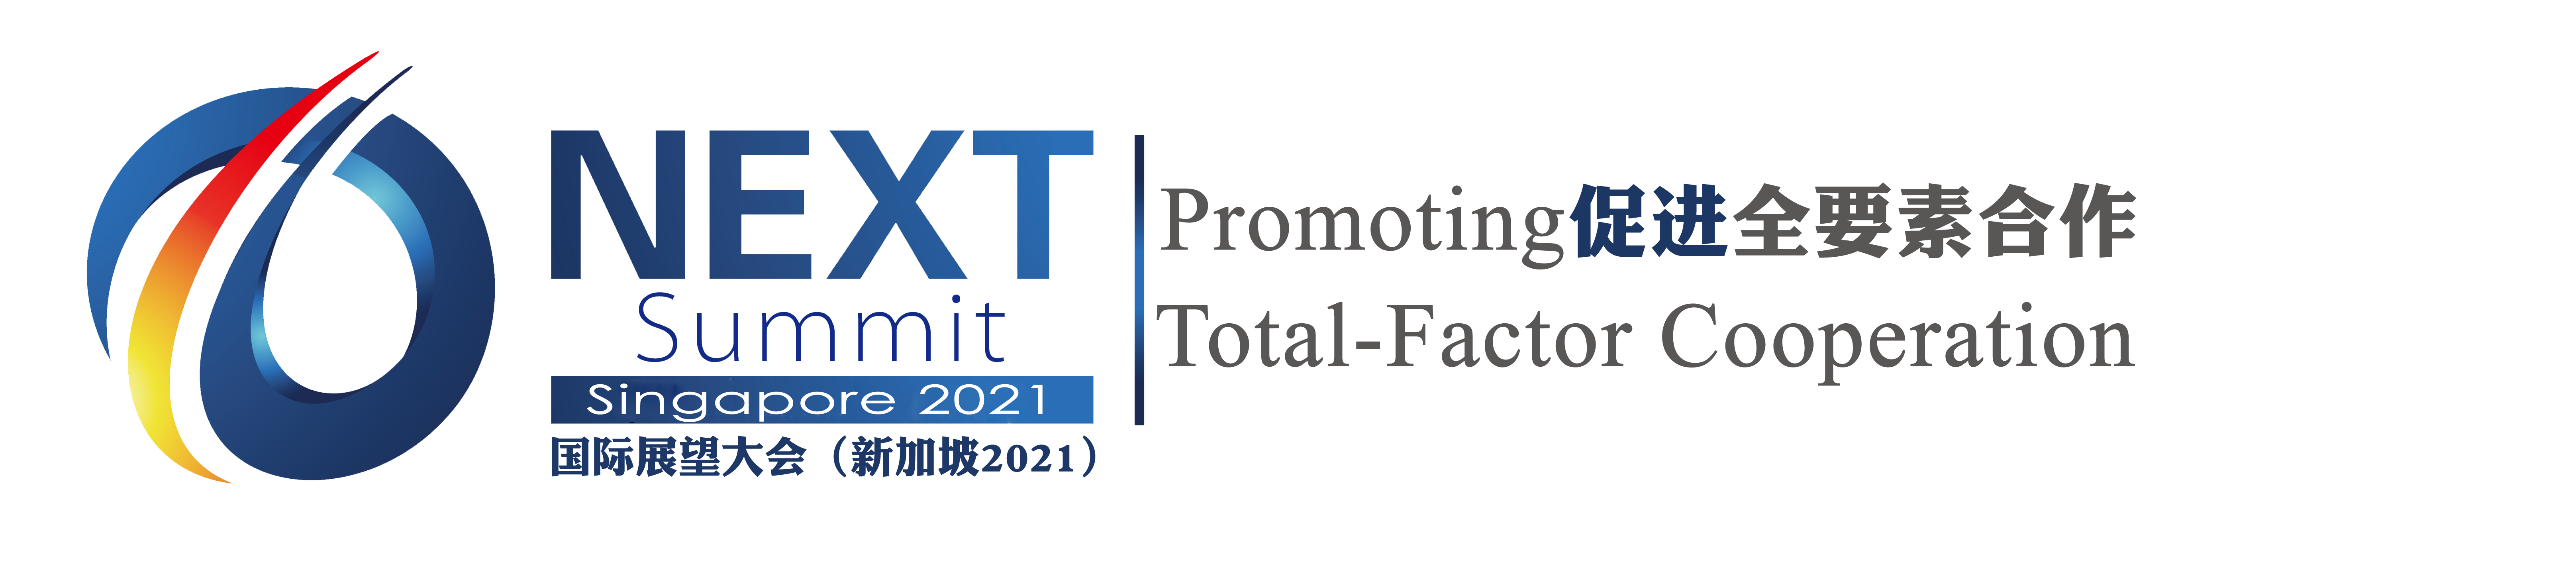 NEXT
Summit
Singapore 2021
国际展望大会（新加坡2021）
Promoting促进全要素合作
Total-Factor Cooperation